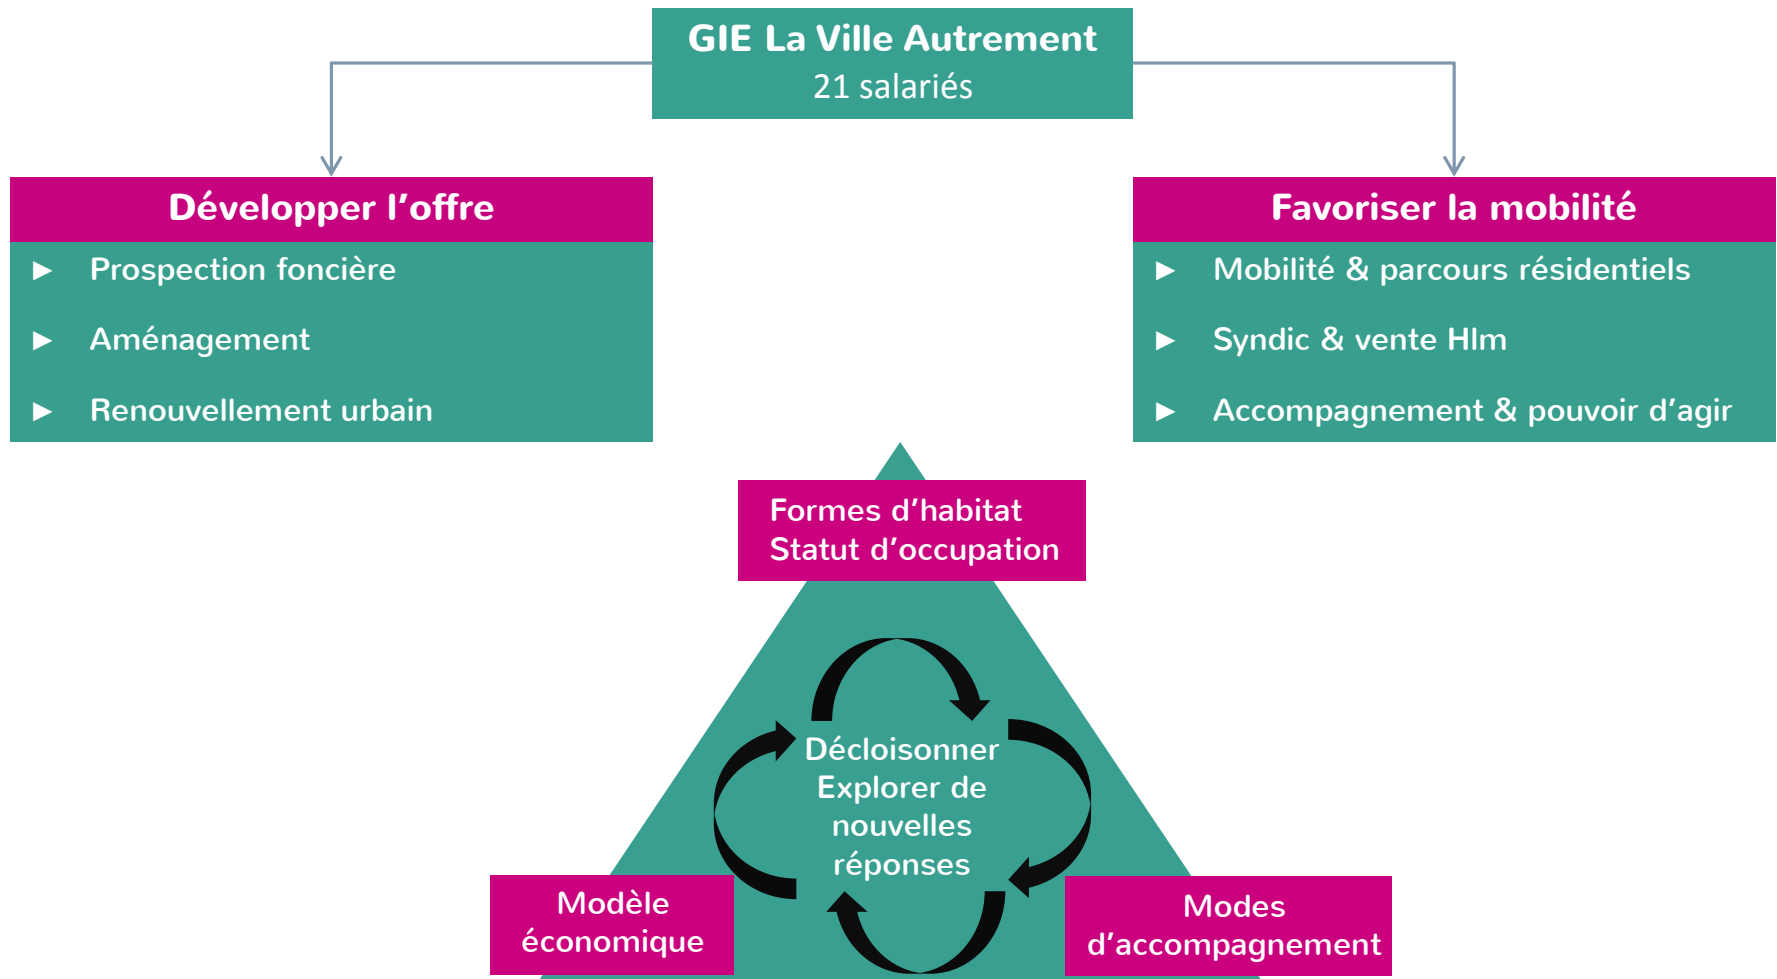 GIE La Ville Autrement
21 salariés
Développer l’offre
► Prospection foncière
► Aménagement
► Renouvellement urbain
Favoriser la mobilité
► Mobilité & parcours résidentiels
► Syndic & vente Hlm
► Accompagnement & pouvoir d’agir
Formes d’habitat
Statut d’occupation
Décloisonner
Explorer de
nouvelles
réponses
Modèle
économique
Modes
d’accompagnement